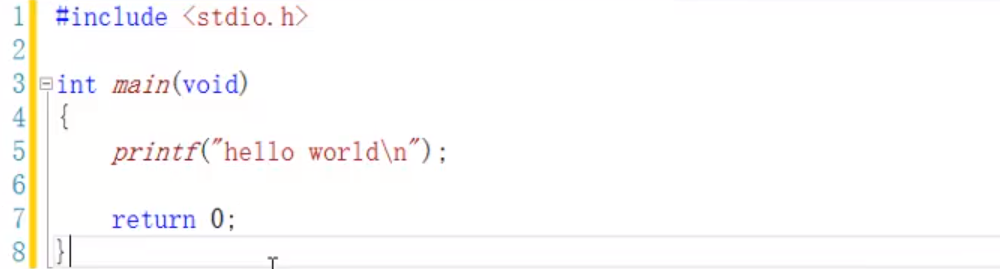 1 #include <stdio.h>
2
3 int main(void)
4 {
5     printf("hello world\n");
6
7     return 0;
8 }